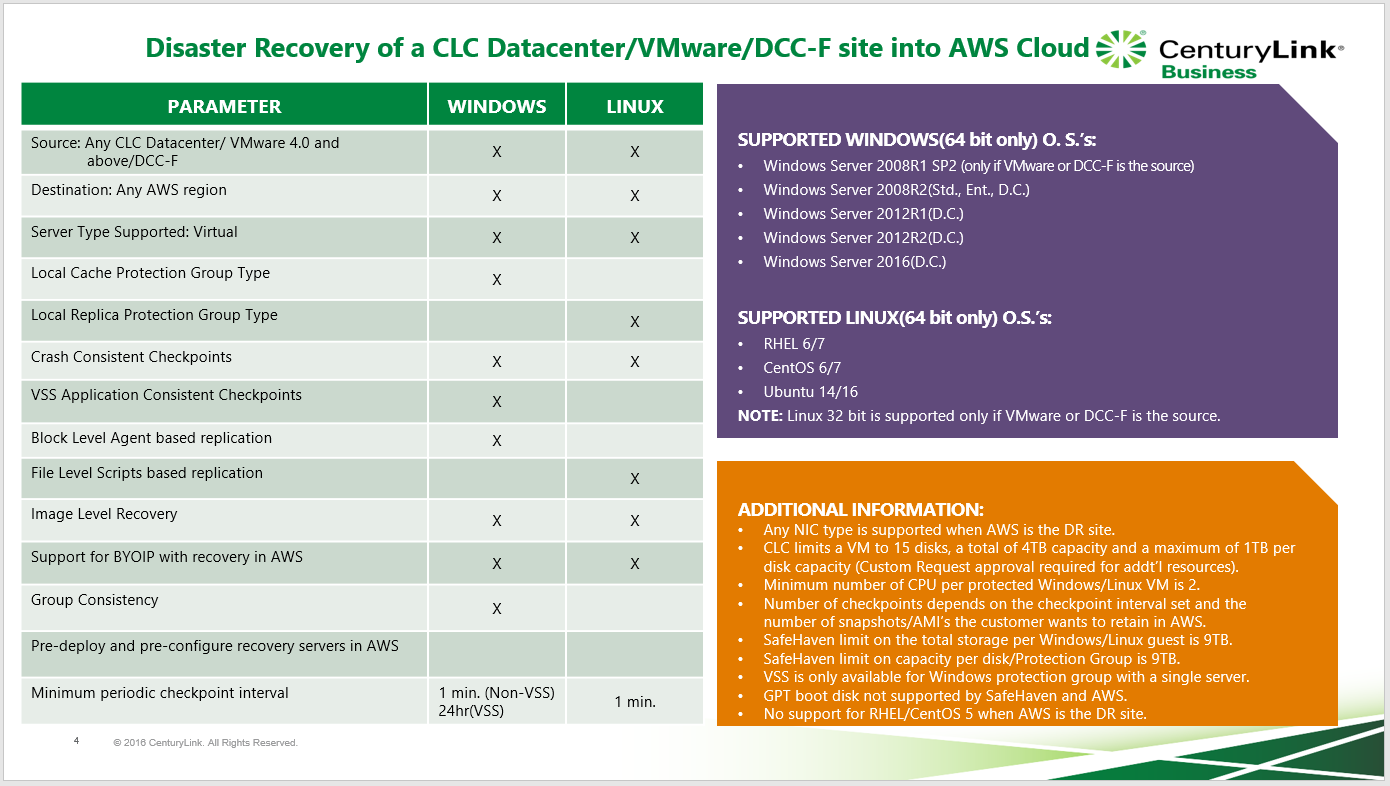 Disaster Recovery of a CLC Datacenter/VMware/DCC-F site into AWS Cloud
CenturyLink®
Business
PARAMETER WINDOWS LINUX
Source: Any CLC Datacenter/ VMware 4.0 and
above/DCC-F X X
Destination: Any AWS region X X
Server Type Supported: Virtual X X
Local Cache Protection Group Type X
Local Replica Protection Group Type X
Crash Consistent Checkpoints X X
VSS Application Consistent Checkpoints X
Block Level Agent based replication X
File Level Scripts based replication X
Image Level Recovery X X
Support for BYOIP with recovery in AWS X X
Group Consistency X
Pre-deploy and pre-configure recovery servers in AWS
Minimum periodic checkpoint interval 1 min. (Non-VSS) 1 min.
24hr(VSS)
SUPPORTED WINDOWS(64 bit only) O. S.'s:
• Windows Server 2008R1 SP2 (only if VMware or DCC-F is the source)
• Windows Server 2008R2(Std., Ent., D.C.)
• Windows Server 2012R1(D.C.)
• Windows Server 2012R2(D.C.)
• Windows Server 2016(D.C.)
SUPPORTED LINUX(64 bit only) O.S.'s:
• RHEL 6/7
• CentOS 6/7
• Ubuntu 14/16
NOTE: Linux 32 bit is supported only if VMware or DCC-F is the source.
ADDITIONAL INFORMATION:
• Any NIC type is supported when AWS is the DR site.
• CLC limits a VM to 15 disks, a total of 4TB capacity and a maximum of 1TB per
disk capacity (Custom Request approval required for addt'l resources).
• Minimum number of CPU per protected Windows/Linux VM is 2.
• Number of checkpoints depends on the checkpoint interval set and the
number of snapshots/AMI's the customer wants to retain in AWS.
• SafeHaven limit on the total storage per Windows/Linux guest is 9TB.
• SafeHaven limit on capacity per disk/Protection Group is 9TB.
• VSS is only available for Windows protection group with a single server.
• GPT boot disk not supported by SafeHaven and AWS.
• No support for RHEL/CentOS 5 when AWS is the DR site.
4 © 2016 CenturyLink. All Rights Reserved.